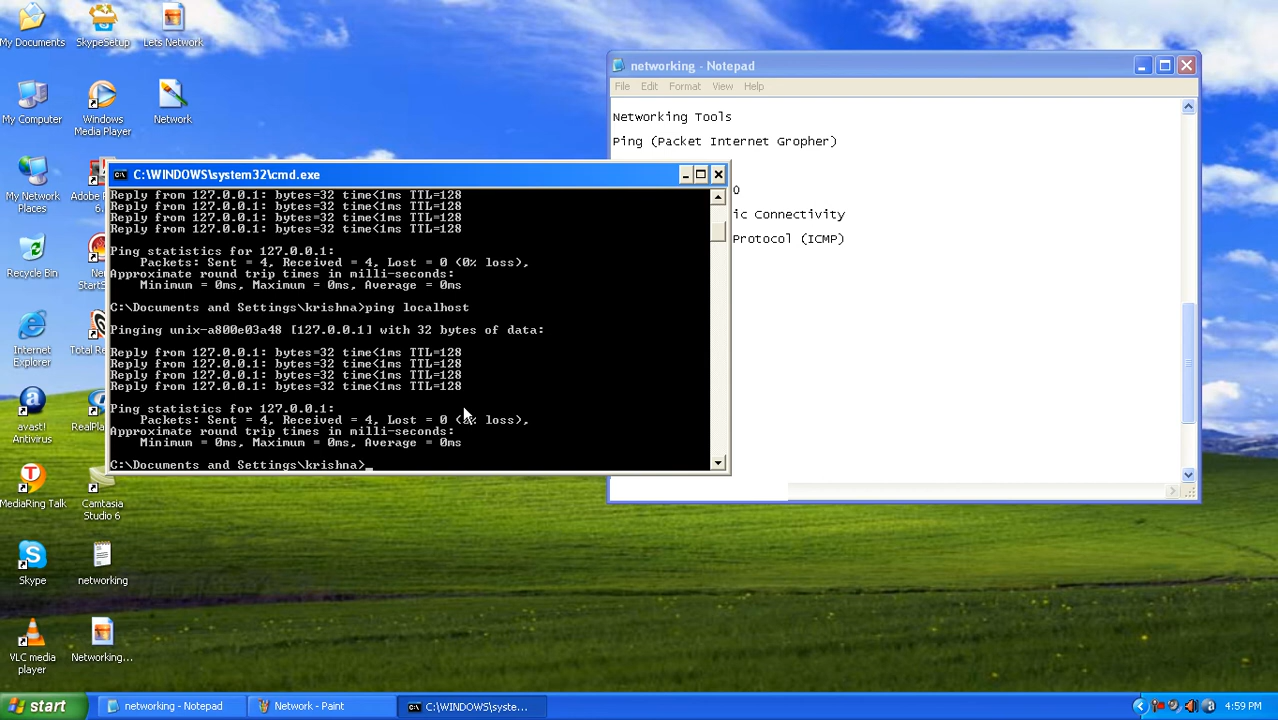 My Documents
SkypeSetup
Lets Network
My Computer
Windows
Media Player
Network
My Network
Places
Adobe
6.
Recycle Bin
Ne
Start
Internet
Explorer
Total Re
avast!
Antivirus
RealPla
MediaRing Talk
Camtasia
Studio 6
Skype
networking
VLC media
player
Networking...
networking - Notepad
File Edit Format View Help
Networking Tools
Ping (Packet Internet Gropher)
0
ic Connectivity
Protocol (ICMP)
C:\WINDOWS\system32\cmd.exe
Reply from 127.0.0.1: bytes=32 time<1ms TTL=128
Reply from 127.0.0.1: bytes=32 time<1ms TTL=128
Reply from 127.0.0.1: bytes=32 time<1ms TTL=128
Reply from 127.0.0.1: bytes=32 time<1ms TTL=128
Ping statistics for 127.0.0.1:
Packets: Sent = 4, Received = 4, Lost = 0 (0% loss),
Approximate round trip times in milli-seconds:
Minimum = 0ms, Maximum = 0ms, Average = 0ms
C:\Documents and Settings\krishna>ping localhost
Pinging unix-a800e03a48 [127.0.0.1] with 32 bytes of data:
Reply from 127.0.0.1: bytes=32 time<1ms TTL=128
Reply from 127.0.0.1: bytes=32 time<1ms TTL=128
Reply from 127.0.0.1: bytes=32 time<1ms TTL=128
Reply from 127.0.0.1: bytes=32 time<1ms TTL=128
Ping statistics for 127.0.0.1:
Packets: Sent = 4, Received = 4, Lost = 0 (0% loss),
Approximate round trip times in milli-seconds:
Minimum = 0ms, Maximum = 0ms, Average = 0ms
C:\Documents and Settings\krishna>_
start
networking - Notepad
Network - Paint
C:\WINDOWS\syste...
4:59 PM